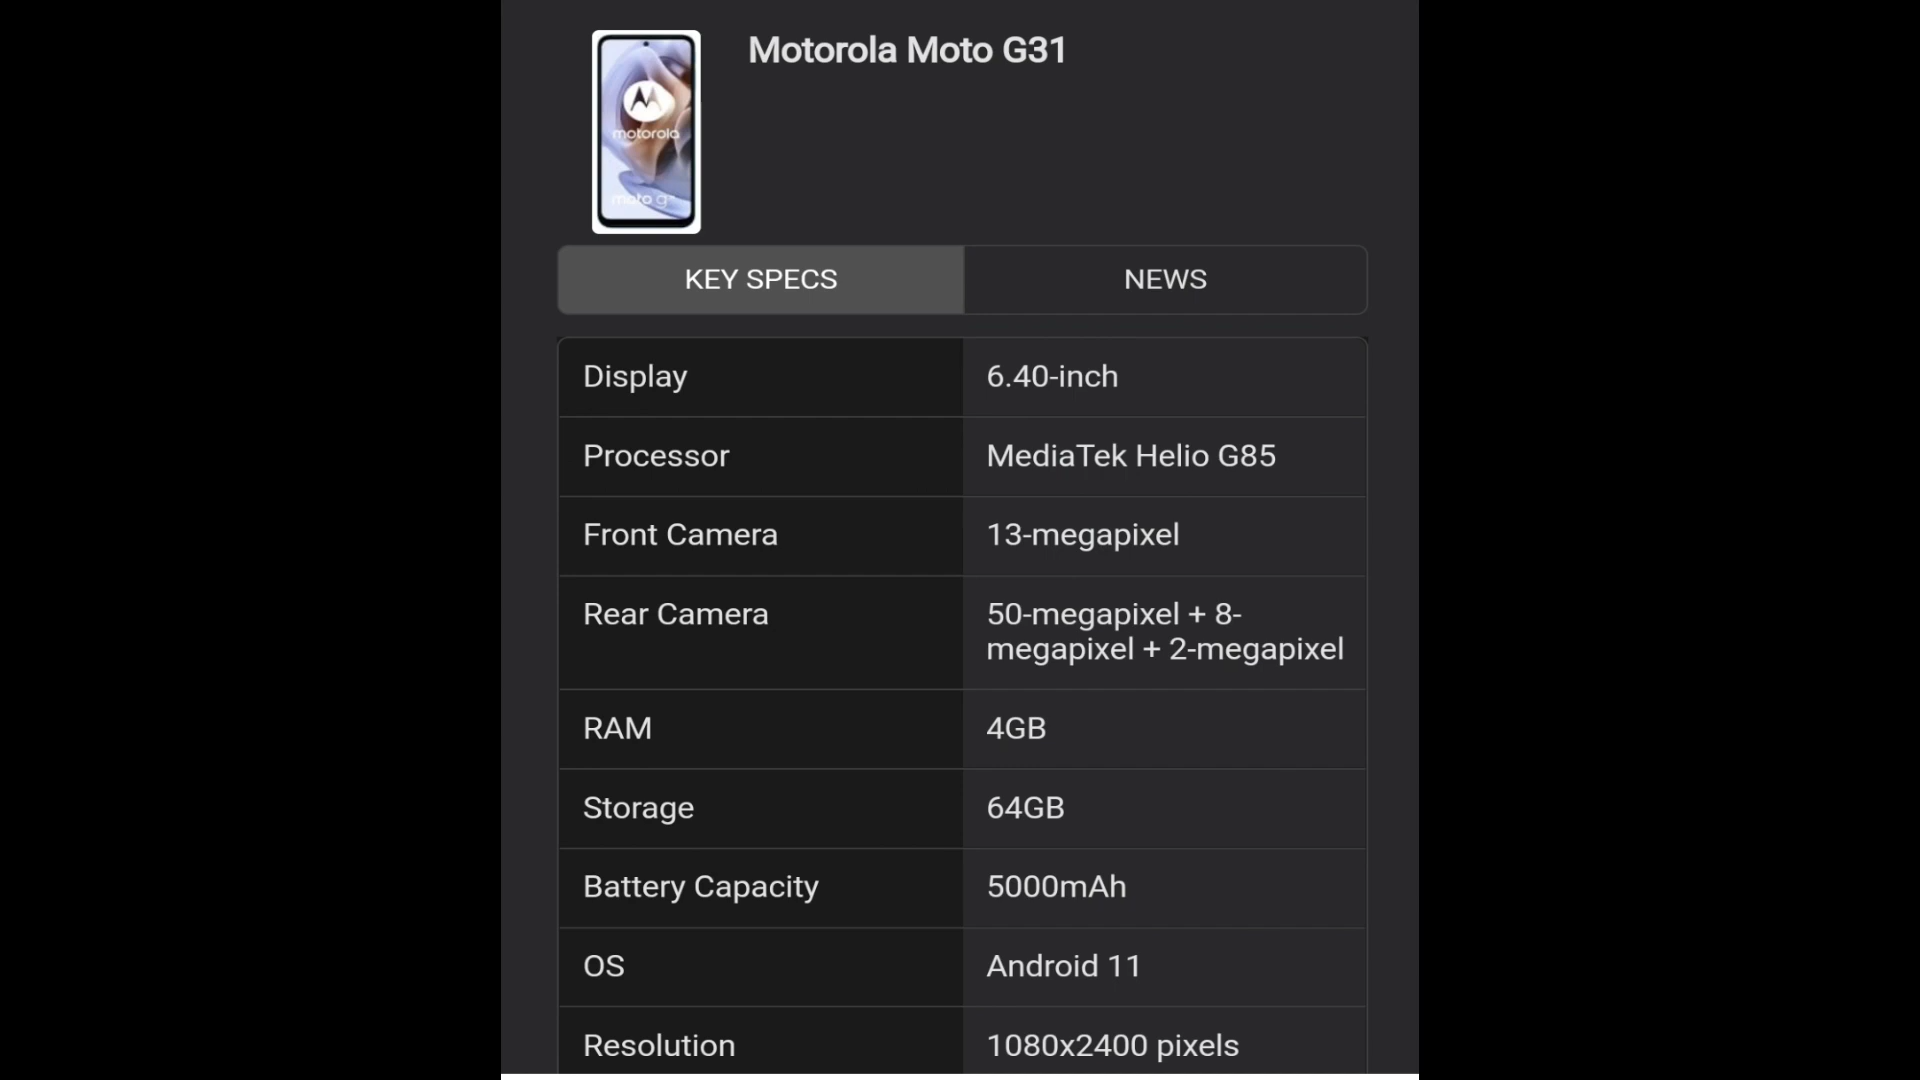 Motorola Moto G31
motorola
moto g
KEY SPECS
NEWS
Display
6.40-inch
Processor
MediaTek Helio G85
Front Camera
13-megapixel
Rear Camera
50-megapixel + 8-
megapixel + 2-megapixel
RAM
4GB
Storage
64GB
Battery Capacity
5000mAh
OS
Android 11
Resolution
1080x2400 pixels